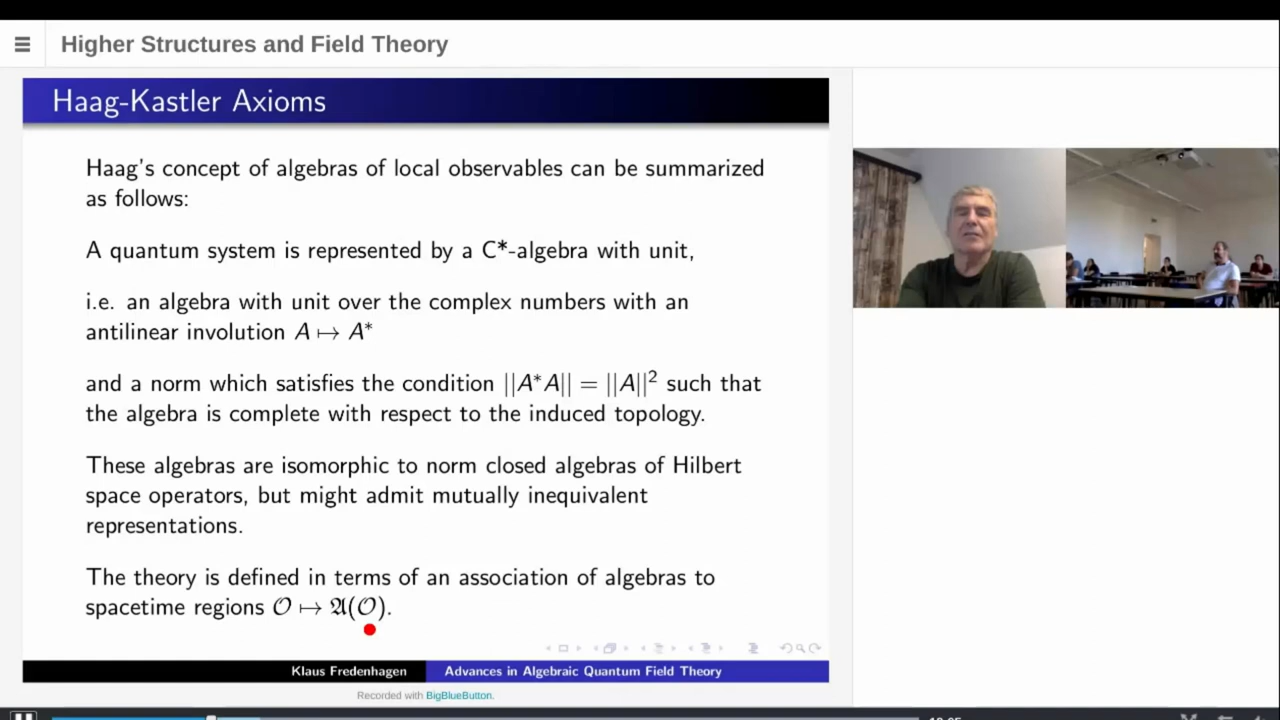 Higher Structures and Field Theory
Haag-Kastler Axioms
Haag's concept of algebras of local observables can be summarized
as follows:
A quantum system is represented by a C*-algebra with unit,
i.e. an algebra with unit over the complex numbers with an
antilinear involution A ↦ A*
and a norm which satisfies the condition ||A*A|| = ||A||² such that
the algebra is complete with respect to the induced topology.
These algebras are isomorphic to norm closed algebras of Hilbert
space operators, but might admit mutually inequivalent
representations.
The theory is defined in terms of an association of algebras to
spacetime regions 𝒪 ↦ 𝔄(𝒪).
Klaus Fredenhagen Advances in Algebraic Quantum Field Theory
Recorded with BigBlueButton.